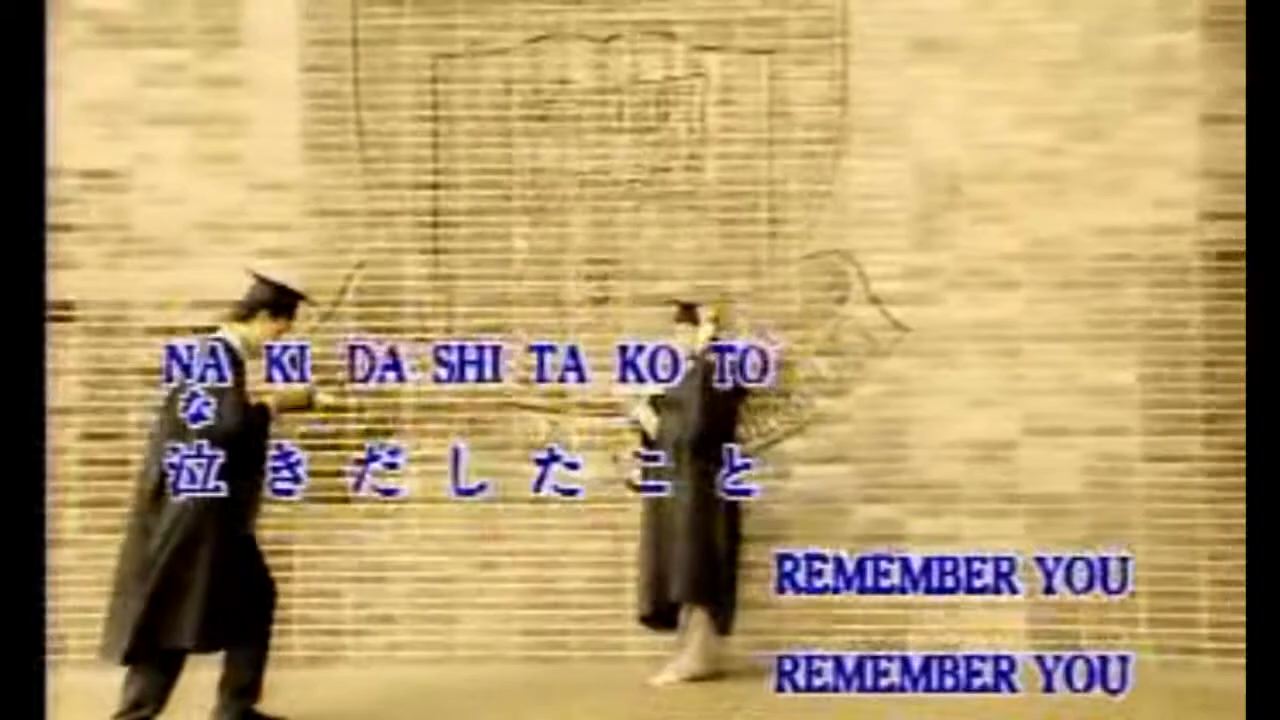 NA KI DA SHI TA KO TO
な
泣きだしたこと
REMEMBER YOU
REMEMBER YOU